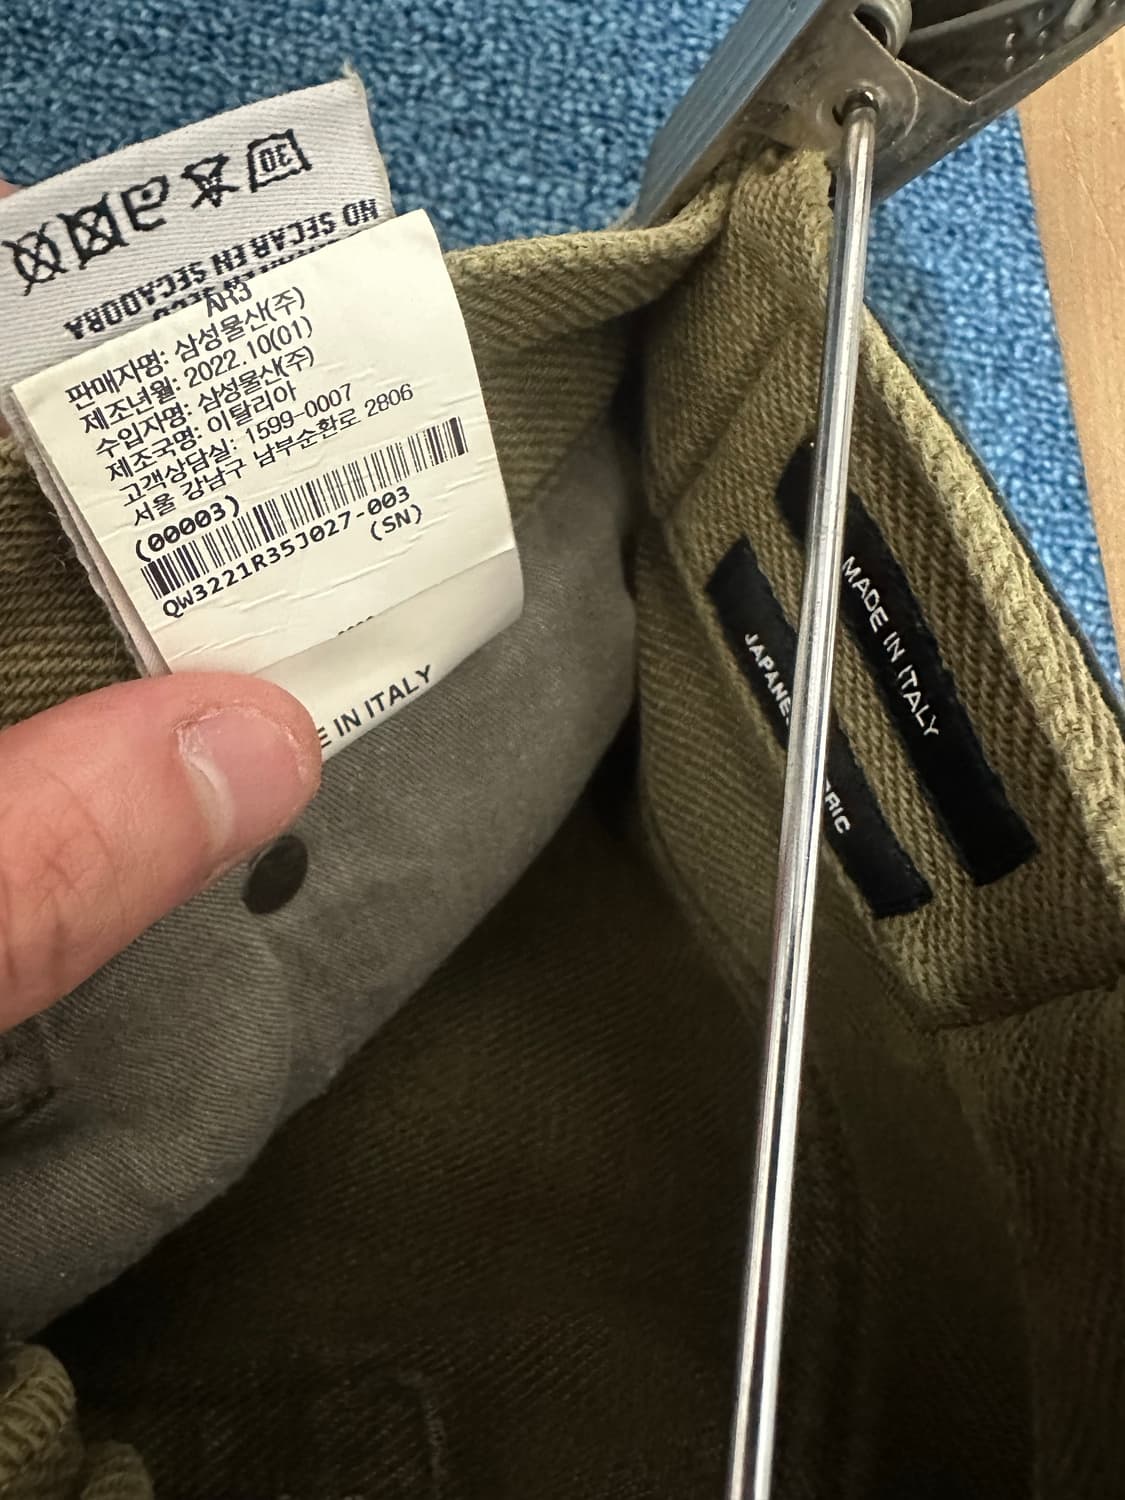 30
NO SECAR EN
SECADORA
AR3
판매자명: 삼성물산(주)
제조년월: 2022.10(01)
수입자명: 삼성물산(주)
제조국명: 이탈리아
고객상담실: 1599-0007
서울 강남구 남부순환로 2806
(00003)
QW3221R35J027-003
(SN)
E IN ITALY
MADE IN ITALY
JAPANE
RIC